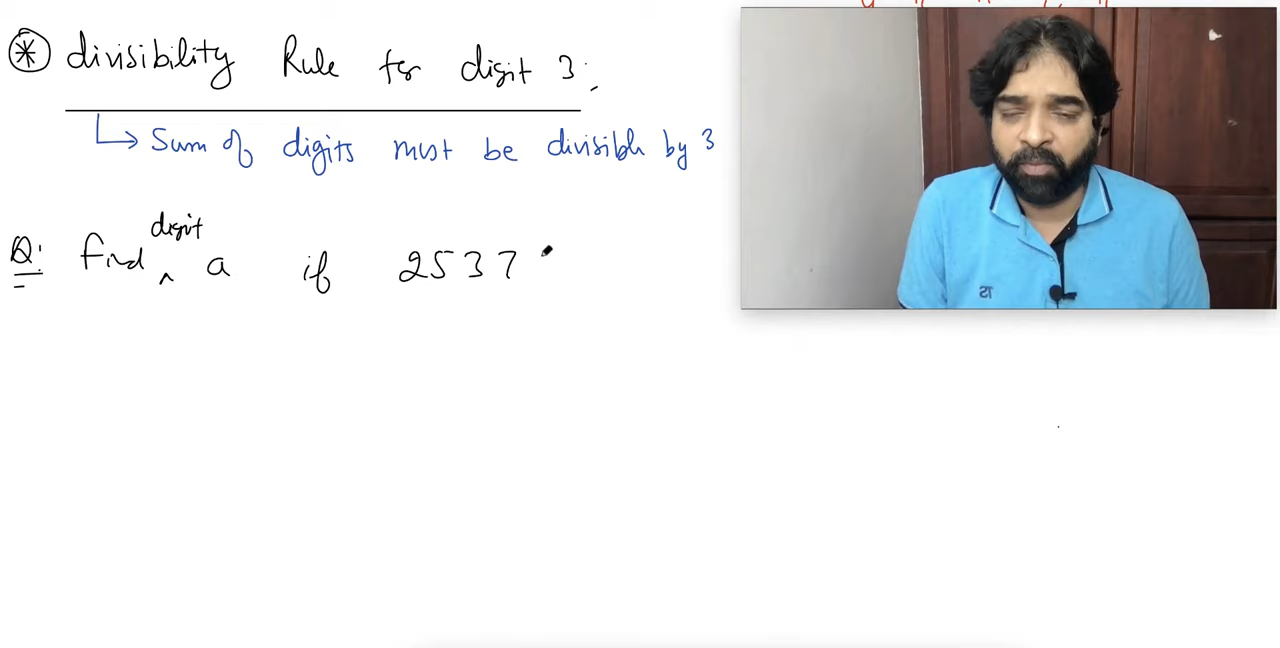 ✱ divisibility Rule for digit 3:
↳ Sum of digits must be divisible by 3
digit
Q: find ^ a if 2537